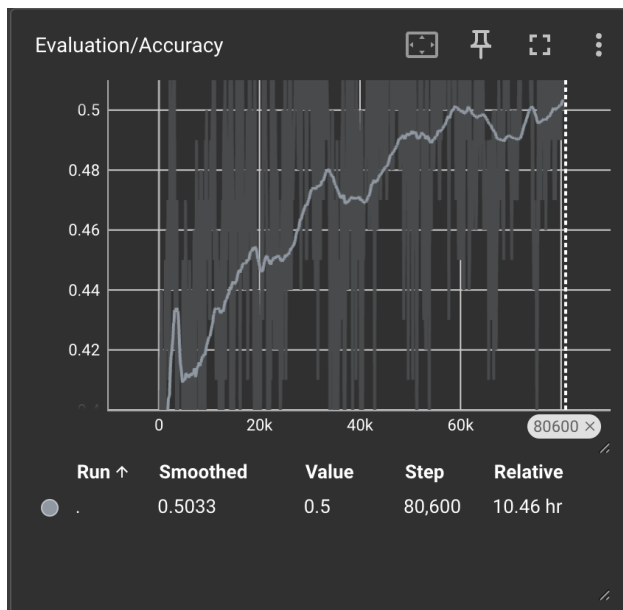 Evaluation/Accuracy
0.5
0.48
0.46
0.44
0.42
0 20k 40k 60k 80600 ×
Run ↑ Smoothed Value Step Relative
. 0.5033 0.5 80,600 10.46 hr